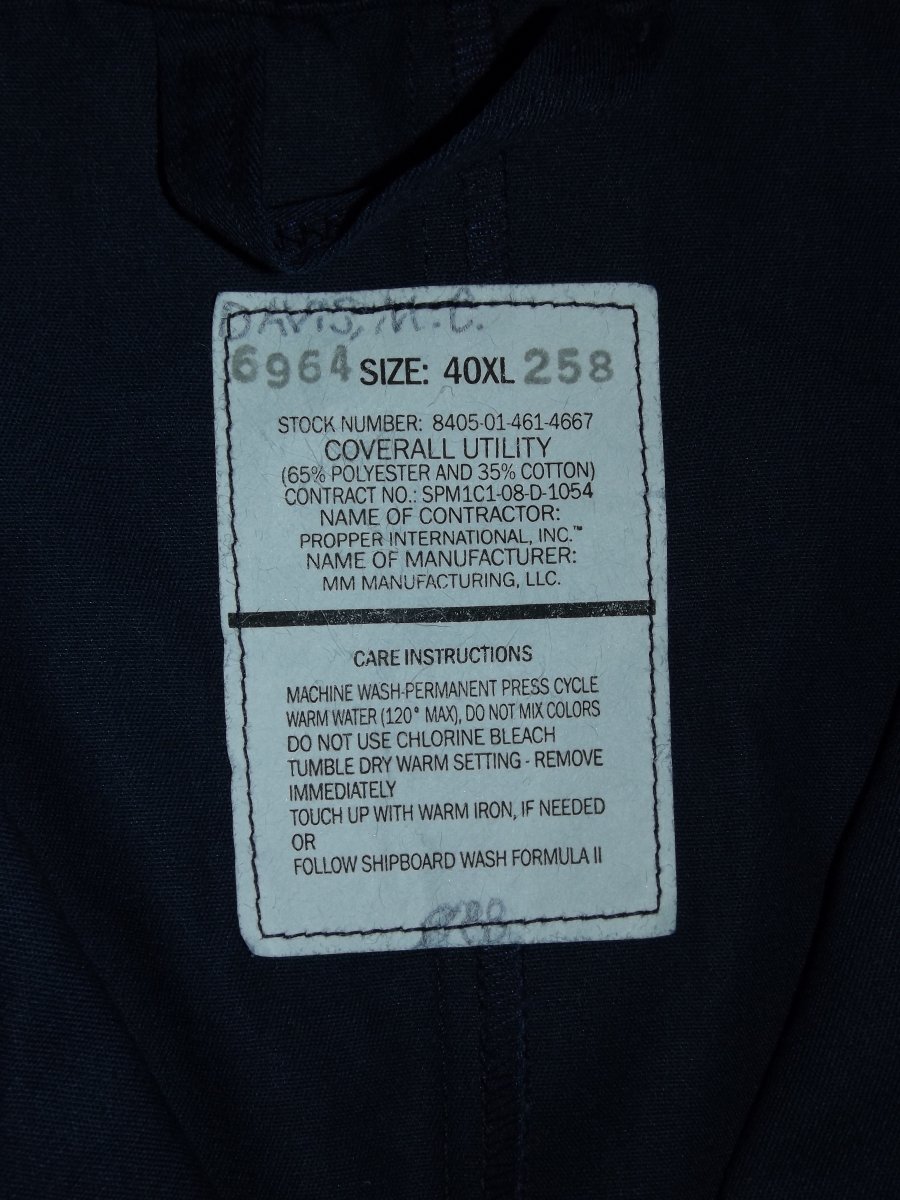 DAVIS, M. C.
6964 SIZE: 40XL 258
STOCK NUMBER: 8405-01-461-4667
COVERALL UTILITY
(65% POLYESTER AND 35% COTTON)
CONTRACT NO.: SPM1C1-08-D-1054
NAME OF CONTRACTOR:
PROPPER INTERNATIONAL, INC.™
NAME OF MANUFACTURER:
MM MANUFACTURING, LLC.
CARE INSTRUCTIONS
MACHINE WASH-PERMANENT PRESS CYCLE
WARM WATER (120° MAX), DO NOT MIX COLORS
DO NOT USE CHLORINE BLEACH
TUMBLE DRY WARM SETTING - REMOVE
IMMEDIATELY
TOUCH UP WITH WARM IRON, IF NEEDED
OR
FOLLOW SHIPBOARD WASH FORMULA II